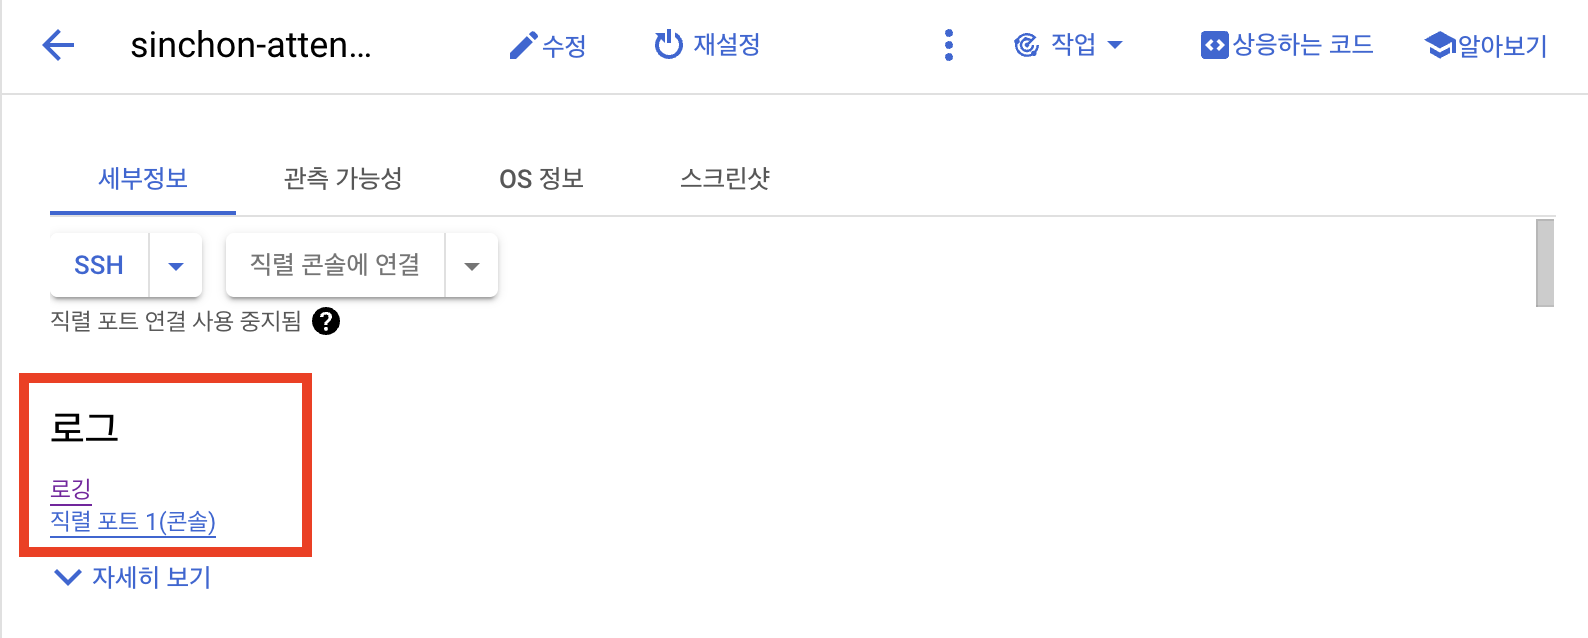 sinchon-atten... 수정 재설정 작업 상응하는 코드 알아보기
세부정보 관측 가능성 OS 정보 스크린샷
SSH 직렬 콘솔에 연결
직렬 포트 연결 사용 중지됨 ?
로그
로깅
직렬 포트 1(콘솔)
자세히 보기